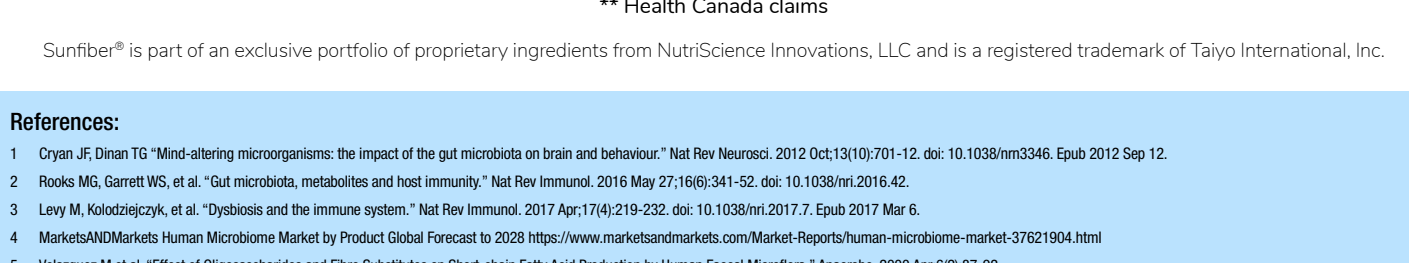 ** Health Canada claims
Sunfiber® is part of an exclusive portfolio of proprietary ingredients from NutriScience Innovations, LLC and is a registered trademark of Taiyo International, Inc.
References:
1 Cryan JF, Dinan TG “Mind-altering microorganisms: the impact of the gut microbiota on brain and behaviour.” Nat Rev Neurosci. 2012 Oct;13(10):701-12. doi: 10.1038/nrn3346. Epub 2012 Sep 12.
2 Rooks MG, Garrett WS, et al. “Gut microbiota, metabolites and host immunity.” Nat Rev Immunol. 2016 May 27;16(6):341-52. doi: 10.1038/nri.2016.42.
3 Levy M, Kolodziejczyk, et al. “Dysbiosis and the immune system.” Nat Rev Immunol. 2017 Apr;17(4):219-232. doi: 10.1038/nri.2017.7. Epub 2017 Mar 6.
4 MarketsANDMarkets Human Microbiome Market by Product Global Forecast to 2028 https://www.marketsandmarkets.com/Market-Reports/human-microbiome-market-37621904.html